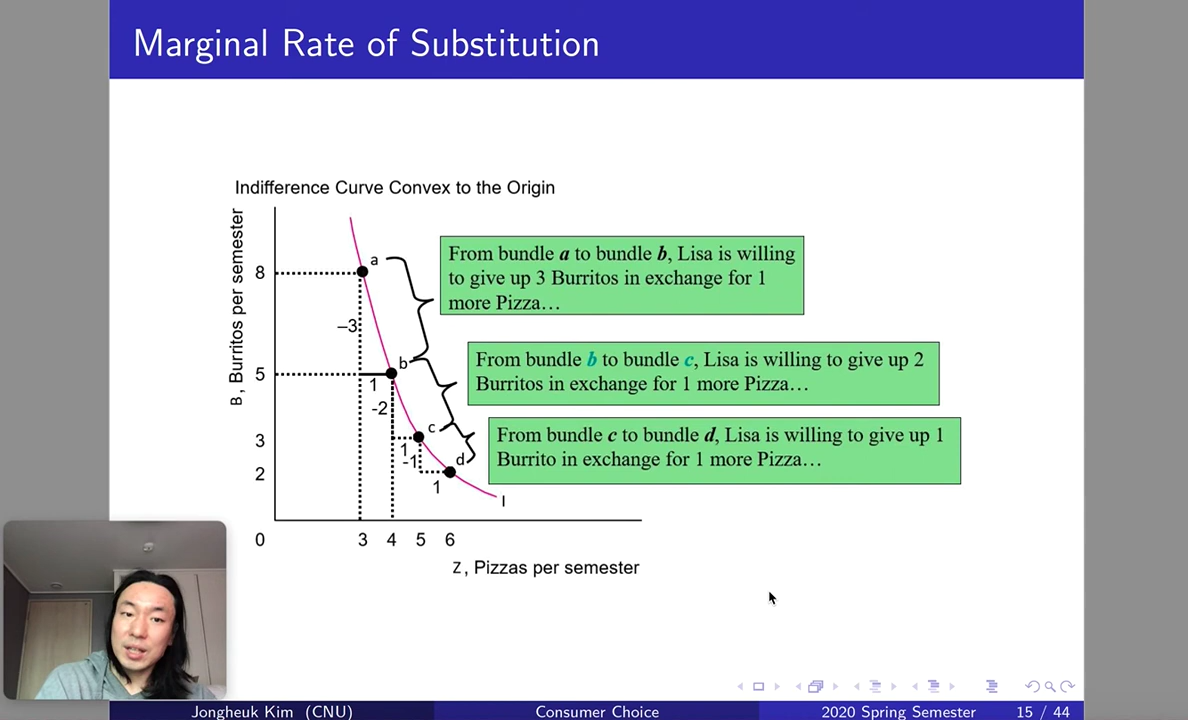 Marginal Rate of Substitution
Indifference Curve Convex to the Origin
B, Burritos per semester
8
5
3
2
0
3 4 5 6
Z, Pizzas per semester
a
b
c
d
I
–3
1
-2
1
-1
1
From bundle a to bundle b, Lisa is willing
to give up 3 Burritos in exchange for 1
more Pizza…
From bundle b to bundle c, Lisa is willing to give up 2
Burritos in exchange for 1 more Pizza…
From bundle c to bundle d, Lisa is willing to give up 1
Burrito in exchange for 1 more Pizza…
Jongheuk Kim (CNU)
Consumer Choice
2020 Spring Semester
15 / 44